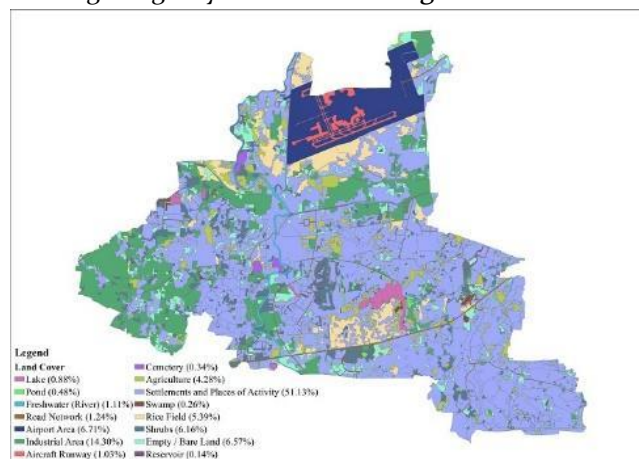 Legend
Land Cover
Lake (0.88%)
Pond (0.48%)
Freshwater (River) (1.11%)
Road Network (1.24%)
Airport Area (6.71%)
Industrial Area (14.30%)
Aircraft Runway (1.03%)
Cemetery (0.34%)
Agriculture (4.28%)
Settlements and Places of Activity (51.13%)
Swamp (0.26%)
Rice Field (5.39%)
Shrubs (6.16%)
Empty / Bare Land (6.57%)
Reservoir (0.14%)